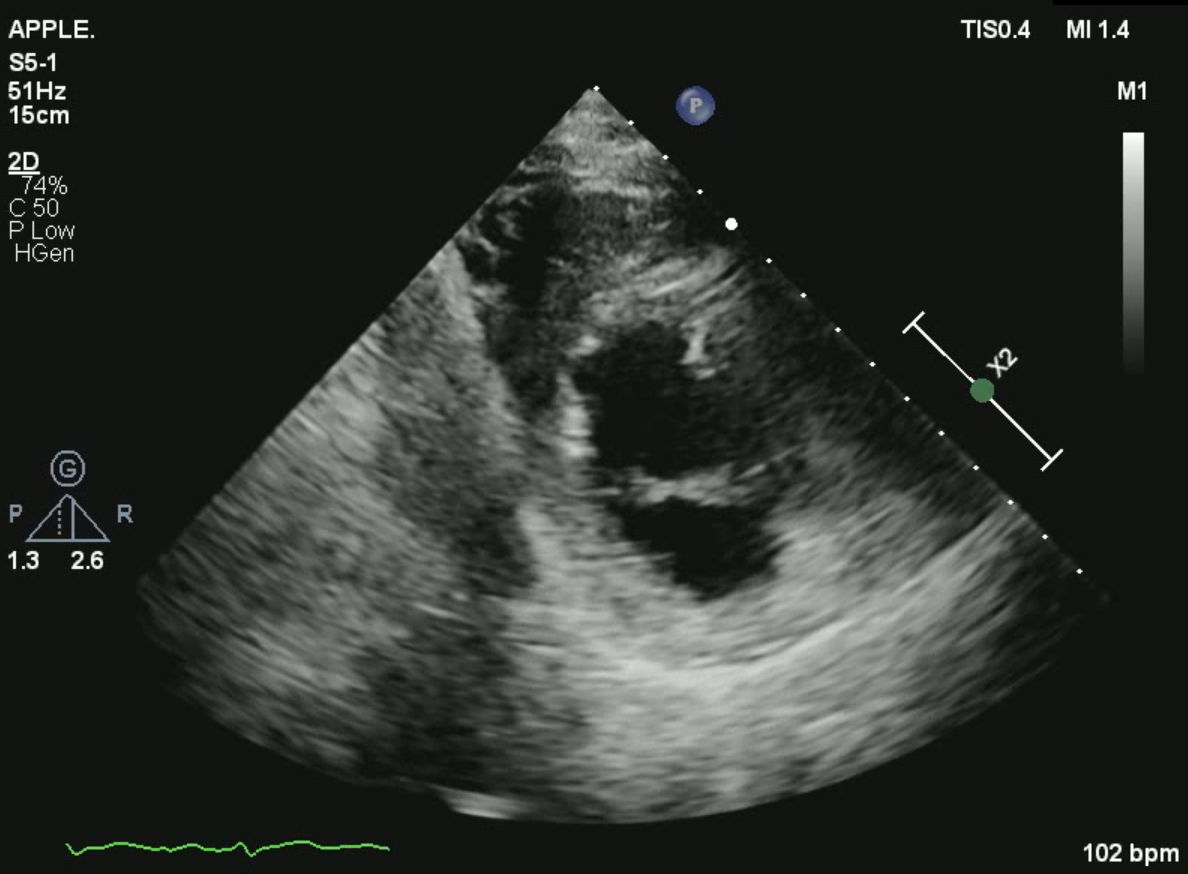 APPLE.
S5-1
51Hz
15cm
2D
74%
C 50
P Low
HGen
TIS0.4 MI 1.4
M1
P
X2
G
P R
1.3 2.6
102 bpm